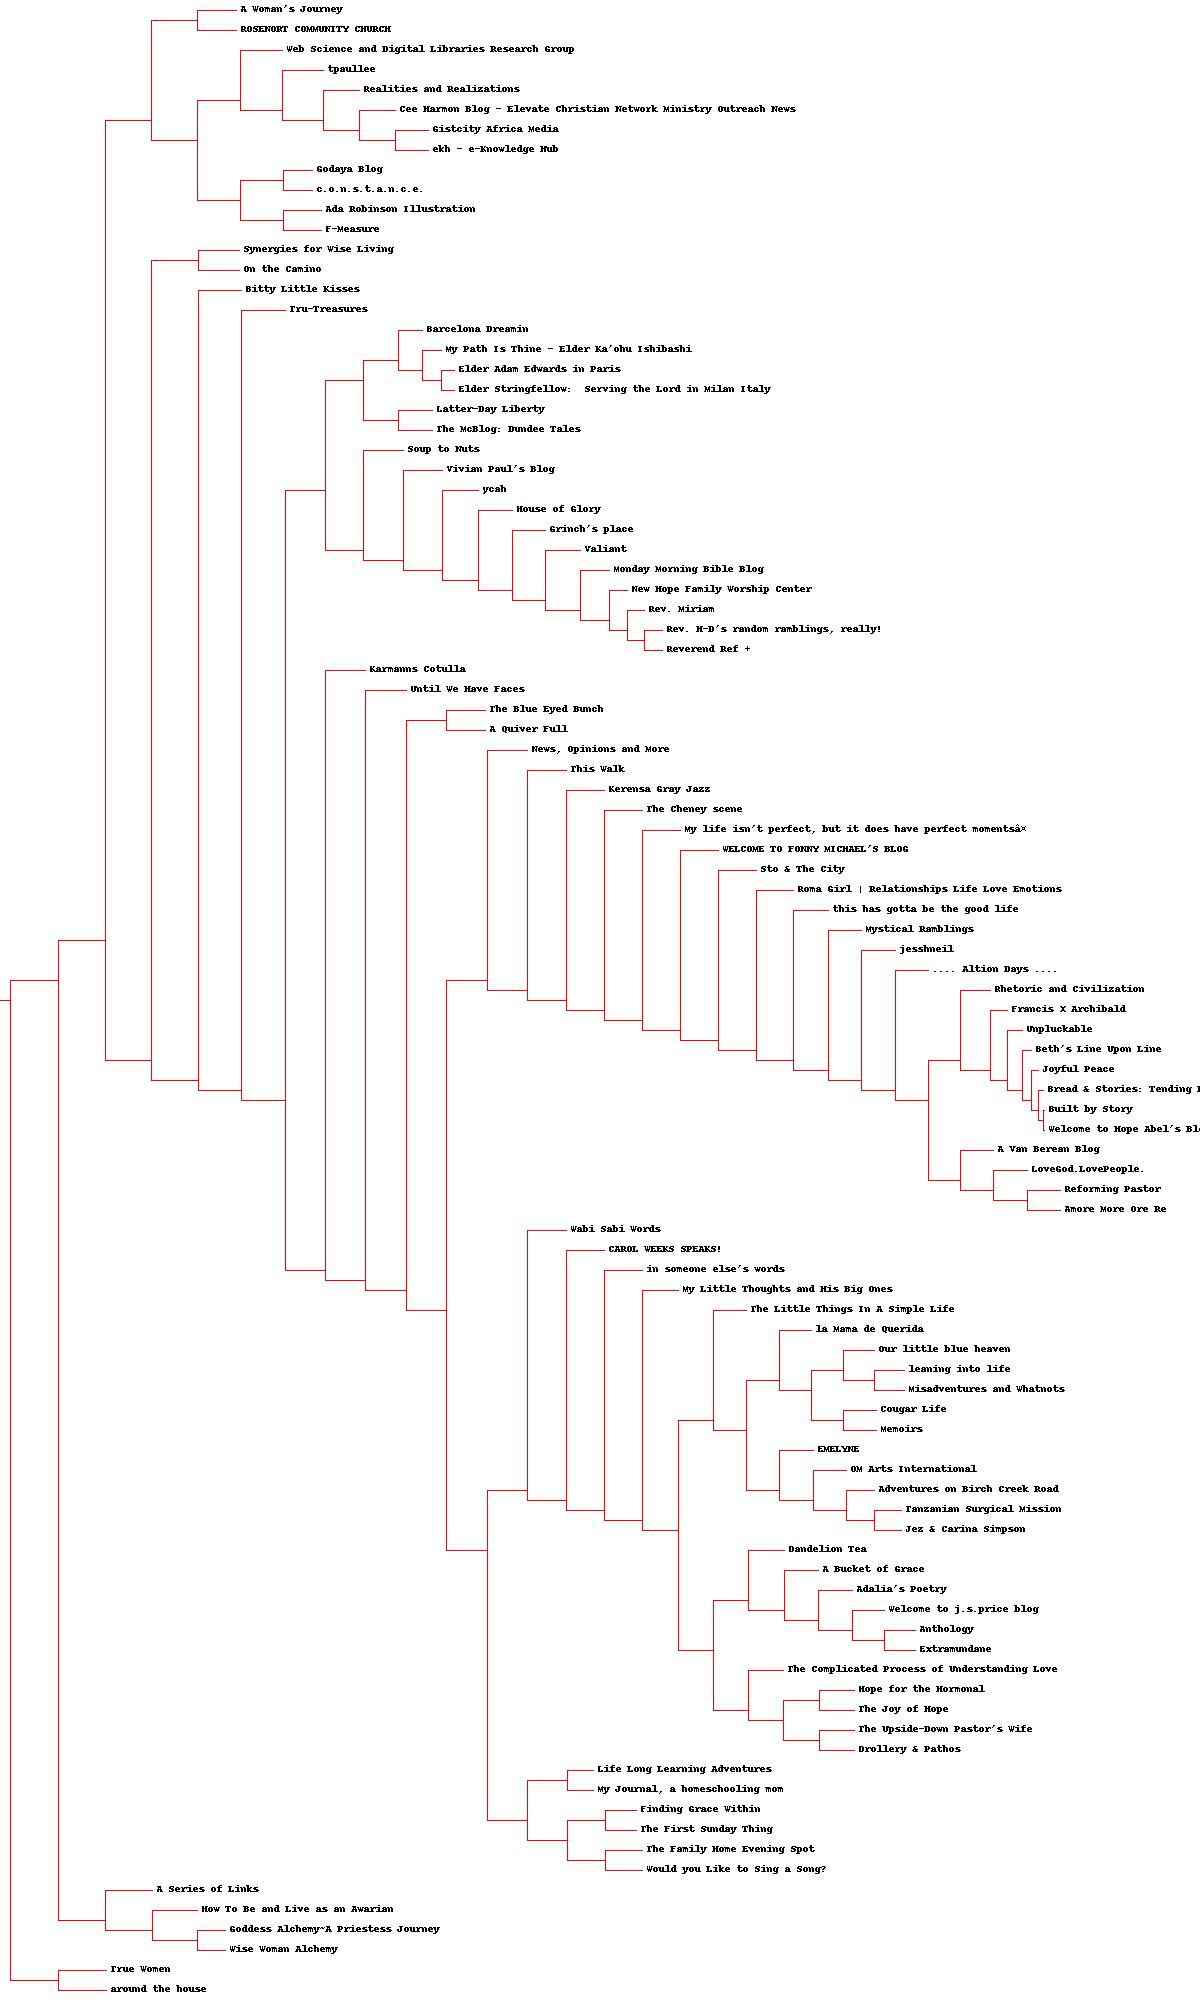 A Woman's Journey
ROSENORT COMMUNITY CHURCH
Web Science and Digital Libraries Research Group
tpaullee
Realities and Realizations
Cee Harmon Blog - Elevate Christian Network Ministry Outreach News
Gistcity Africa Media
ekh - e-Knowledge Hub
Godaya Blog
c.o.n.s.t.a.n.c.e.
Ada Robinson Illustration
F-Measure
Synergies for Wise Living
On the Camino
Bitty Little Kisses
Tru-Treasures
Barcelona Dreamin
My Path Is Thine - Elder Ka'ohu Ishibashi
Elder Adam Edwards in Paris
Elder Stringfellow:  Serving the Lord in Milan Italy
Latter-Day Liberty
The McBlog: Dundee Tales
Soup to Nuts
Vivian Paul's Blog
ycah
House of Glory
Grinch's place
Valiant
Monday Morning Bible Blog
New Hope Family Worship Center
Rev. Miriam
Rev. H-D's random ramblings, really!
Reverend Ref +
Karmanns Cotulla
Until We Have Faces
The Blue Eyed Bunch
A Quiver Full
News, Opinions and More
This Walk
Kerensa Gray Jazz
The Cheney scene
My life isn't perfect, but it does have perfect momentsâ¤
WELCOME TO FONNY MICHAEL'S BLOG
Sto & The City
Roma Girl | Relationships Life Love Emotions
this has gotta be the good life
Mystical Ramblings
jesshneil
.... Altion Days ....
Rhetoric and Civilization
Francis X Archibald
Unpluckable
Beth's Line Upon Line
Joyful Peace
Bread & Stories: Tending
Built by Story
Welcome to Hope Abel's
A Van Berean Blog
LoveGod.LovePeople.
Reforming Pastor
Amore More Ore Re
Wabi Sabi Words
CAROL WEEKS SPEAKS!
in someone else's words
My Little Thoughts and His Big Ones
The Little Things In A Simple Life
la Mama de Querida
Our little blue heaven
leaning into life
Misadventures and Whatnots
Cougar Life
Memoirs
EMELYNE
OM Arts International
Adventures on Birch Creek Road
Tanzanian Surgical Mission
Jez & Carina Simpson
Dandelion Tea
A Bucket of Grace
Adalia's Poetry
Welcome to j.s.price blog
Anthology
Extramundane
The Complicated Process of Understanding Love
Hope for the Hormonal
The Joy of Hope
The Upside-Down Pastor's Wife
Drollery & Pathos
Life Long Learning Adventures
My Journal, a homeschooling mom
Finding Grace Within
The First Sunday Thing
The Family Home Evening Spot
Would you Like to Sing a Song?
A Series of Links
How To Be and Live as an Awarian
Goddess Alchemy~A Priestess Journey
Wise Woman Alchemy
True Women
around the house